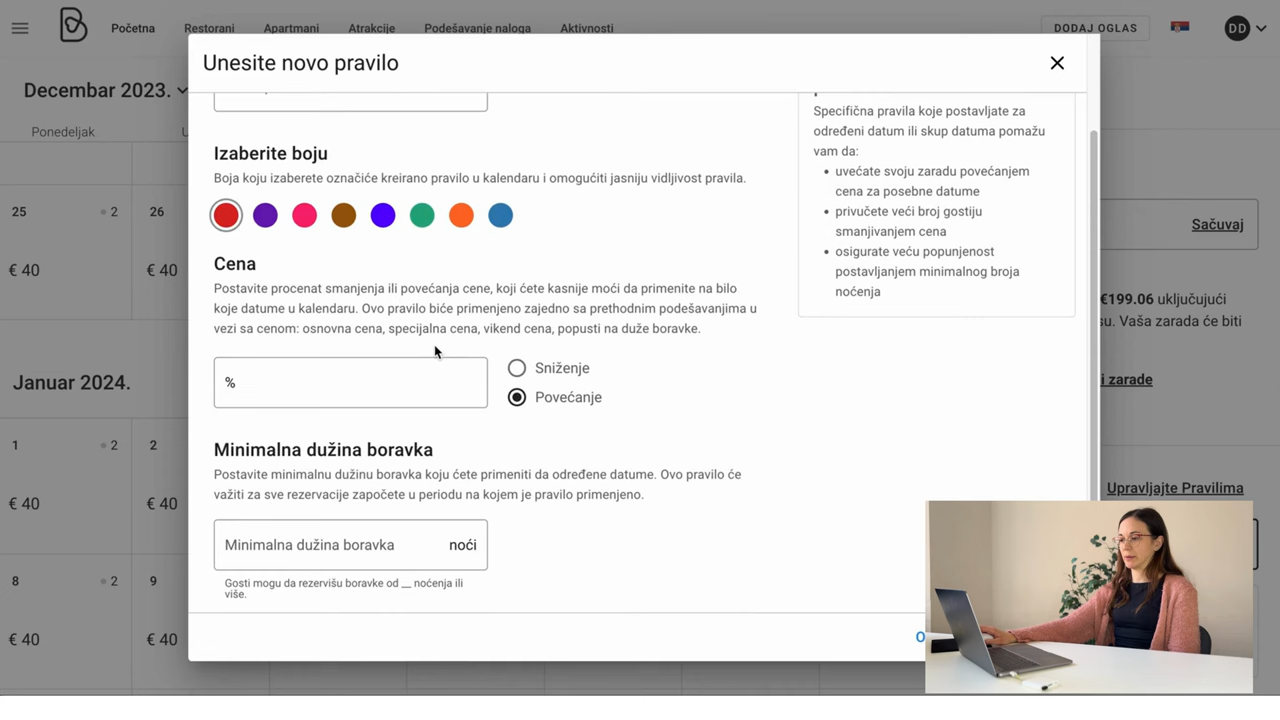 Početna
Restorani
Apartmani
Atrakcije
Podešavanje naloga
Aktivnosti
DODAJ OGLAS
DD
Decembar 2023.
Ponedeljak
25
2
26
€ 40
€ 40
Januar 2024.
1
2
2
€ 40
€ 40
8
2
9
€ 40
€ 40
Unesite novo pravilo
Izaberite boju
Boja koju izaberete označiće kreirano pravilo u kalendaru i omogućiti jasniju vidljivost pravila.
Cena
Postavite procenat smanjenja ili povećanja cene, koji ćete kasnije moći da primenite na bilo
koje datume u kalendaru. Ovo pravilo biće primenjeno zajedno sa prethodnim podešavanjima u
vezi sa cenom: osnovna cena, specijalna cena, vikend cena, popusti na duže boravke.
%
Sniženje
Povećanje
Minimalna dužina boravka
Postavite minimalnu dužinu boravka koju ćete primeniti da određene datume. Ovo pravilo će
važiti za sve rezervacije započete u periodu na kojem je pravilo primenjeno.
Minimalna dužina boravka noći
Gosti mogu da rezervišu boravke od __ noćenja ili
više.
Specifična pravila koje postavljate za
određeni datum ili skup datuma pomažu
vam da:
uvećate svoju zaradu povećanjem
cena za posebne datume
privučete veći broj gostiju
smanjivanjem cena
osigurate veću popunjenost
postavljanjem minimalnog broja
noćenja
Sačuvaj
€199.06 uključujući
su. Vaša zarada će biti
i zarade
Upravljajte Pravilima